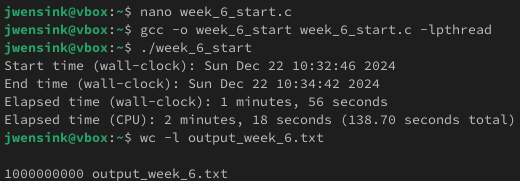 jwensink@vbox:~$ nano week_6_start.c
jwensink@vbox:~$ gcc -o week_6_start week_6_start.c -lpthread
jwensink@vbox:~$ ./week_6_start
Start time (wall-clock): Sun Dec 22 10:32:46 2024
End time (wall-clock): Sun Dec 22 10:34:42 2024
Elapsed time (wall-clock): 1 minutes, 56 seconds
Elapsed time (CPU): 2 minutes, 18 seconds (138.70 seconds total)
jwensink@vbox:~$ wc -l output_week_6.txt
1000000000 output_week_6.txt